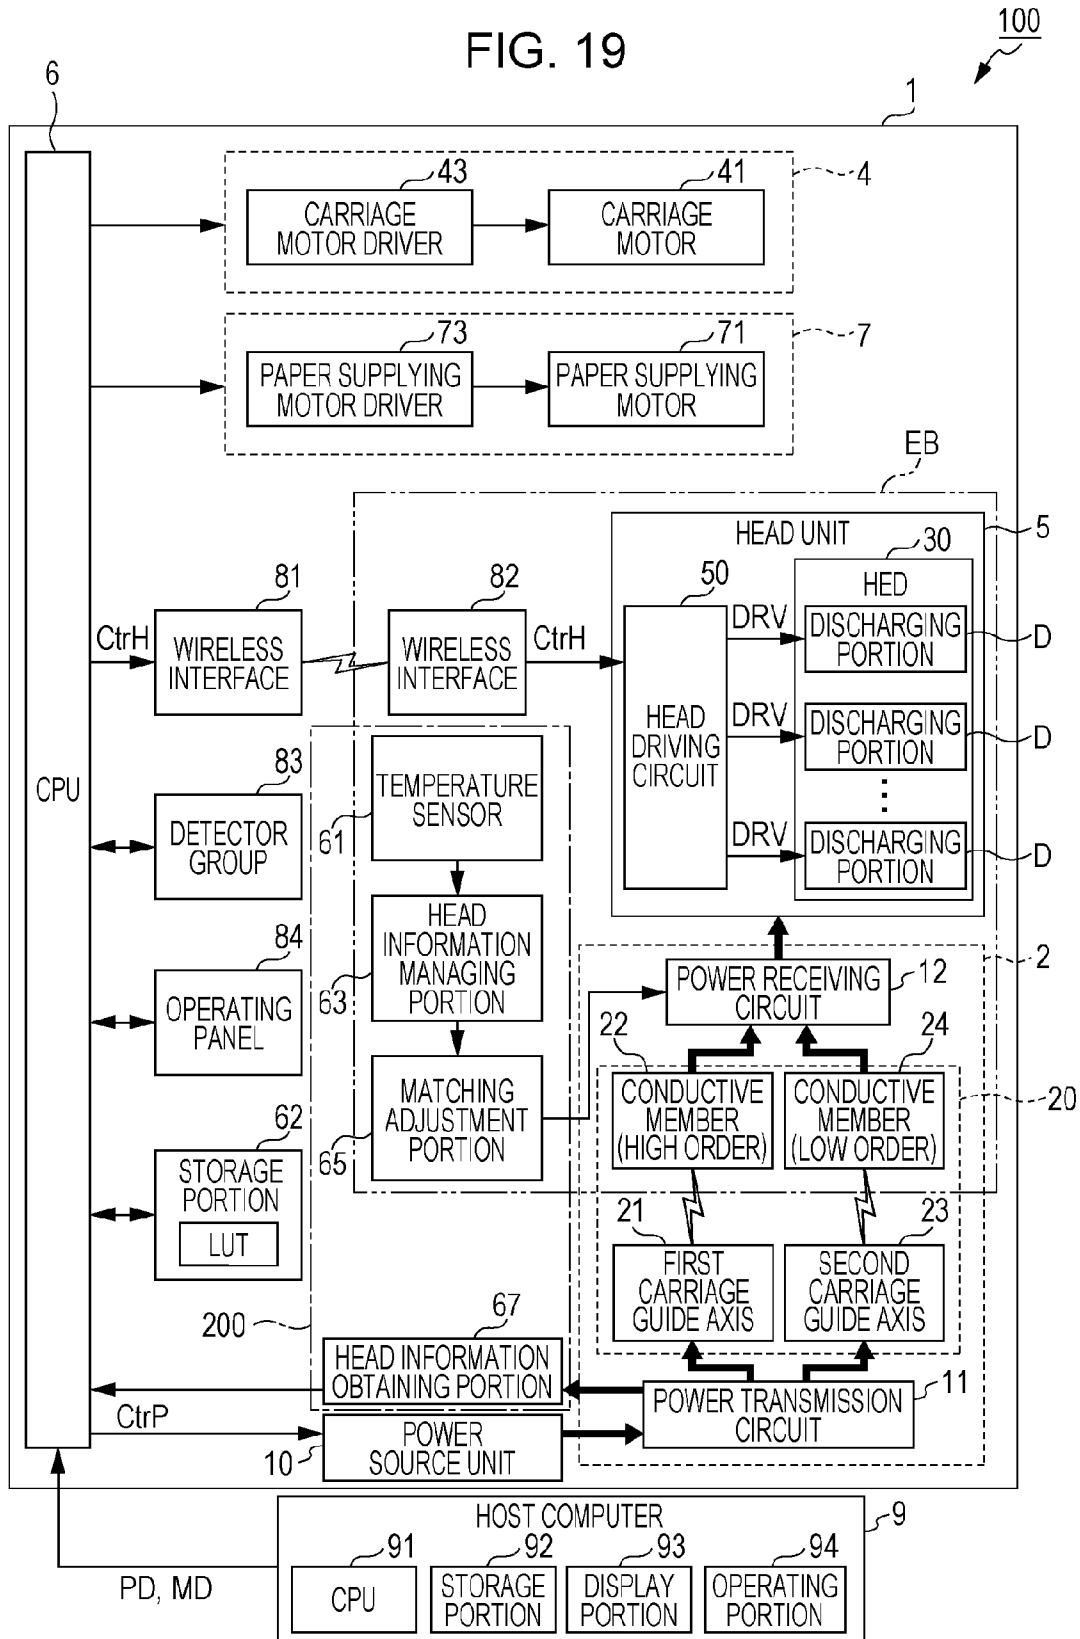 FIG. 19
100
6
1
43
41
4
CARRIAGE
MOTOR DRIVER
CARRIAGE
MOTOR
73
71
7
PAPER SUPPLYING
MOTOR DRIVER
PAPER SUPPLYING
MOTOR
EB
5
HEAD UNIT
30
HED
81
82
50
CtrH
WIRELESS
INTERFACE
WIRELESS
INTERFACE
CtrH
DRV
DISCHARGING
PORTION
D
DRV
DISCHARGING
PORTION
D
HEAD
DRIVING
CIRCUIT
CPU
83
DETECTOR
GROUP
TEMPERATURE
SENSOR
61
DRV
DISCHARGING
PORTION
D
84
OPERATING
PANEL
HEAD
INFORMATION
MANAGING
PORTION
63
2
POWER RECEIVING
CIRCUIT
12
22
24
62
STORAGE
PORTION
LUT
MATCHING
ADJUSTMENT
PORTION
65
CONDUCTIVE
MEMBER
(HIGH ORDER)
CONDUCTIVE
MEMBER
(LOW ORDER)
20
21
23
FIRST
CARRIAGE
GUIDE AXIS
SECOND
CARRIAGE
GUIDE AXIS
200
67
HEAD INFORMATION
OBTAINING PORTION
POWER TRANSMISSION
CIRCUIT
11
CtrP
10
POWER
SOURCE UNIT
HOST COMPUTER
9
PD, MD
91
CPU
92
STORAGE
PORTION
93
DISPLAY
PORTION
94
OPERATING
PORTION